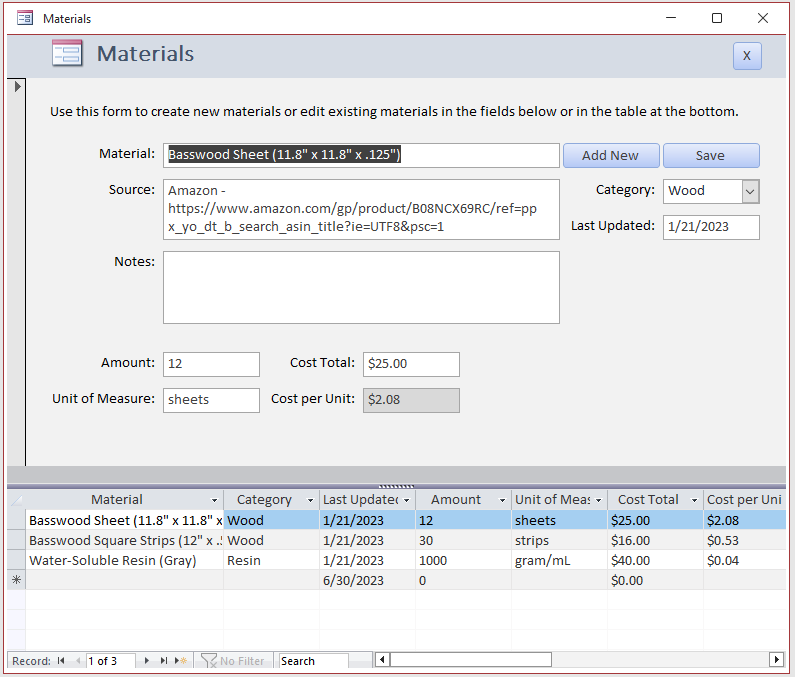 Materials
Materials
X
Use this form to create new materials or edit existing materials in the fields below or in the table at the bottom.
Material: Basswood Sheet (11.8" x 11.8" x .125") Add New Save
Source: Amazon - Category: Wood
https://www.amazon.com/gp/product/B08NCX69RC/ref=pp
x_yo_dt_b_search_asin_title?ie=UTF8&psc=1 Last Updated: 1/21/2023
Notes:
Amount: 12 Cost Total: $25.00
Unit of Measure: sheets Cost per Unit: $2.08
Material Category Last Updated Amount Unit of Meas Cost Total Cost per Uni
Basswood Sheet (11.8" x 11.8" x Wood 1/21/2023 12 sheets $25.00 $2.08
Basswood Square Strips (12" x .5 Wood 1/21/2023 30 strips $16.00 $0.53
Water-Soluble Resin (Gray) Resin 1/21/2023 1000 gram/mL $40.00 $0.04
6/30/2023 0 $0.00
Record: 1 of 3 No Filter Search